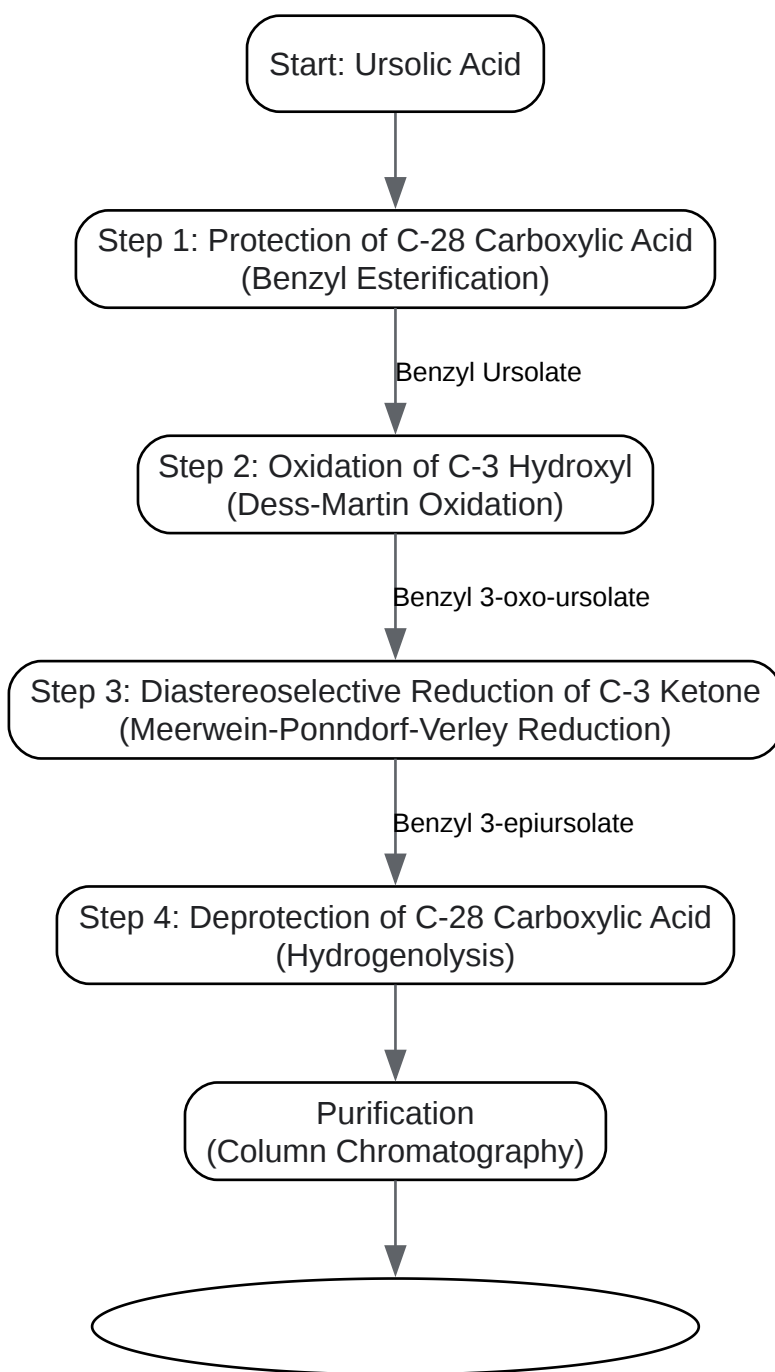 Start: Ursolic Acid
Step 1: Protection of C-28 Carboxylic Acid
(Benzyl Esterification)
Benzyl Ursolate
Step 2: Oxidation of C-3 Hydroxyl
(Dess-Martin Oxidation)
Benzyl 3-oxo-ursolate
Step 3: Diastereoselective Reduction of C-3 Ketone
(Meerwein-Ponndorf-Verley Reduction)
Benzyl 3-epiursolate
Step 4: Deprotection of C-28 Carboxylic Acid
(Hydrogenolysis)
Purification
(Column Chromatography)